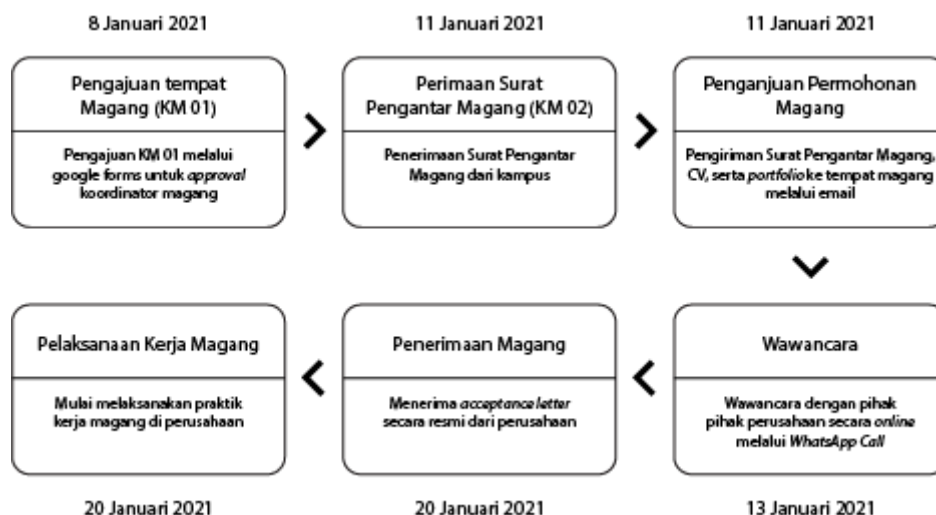 8 Januari 2021
Pengajuan tempat
Magang (KM 01)
Pengajuan KM 01 melalui
google forms untuk approval
koordinator magang
11 Januari 2021
Perimaan Surat
Pengantar Magang (KM 02)
Penerimaan Surat Pengantar
Magang dari kampus
11 Januari 2021
Penganjuan Permohonan
Magang
Pengiriman Surat Pengantar Magang,
CV, serta portfolio ke tempat magang
melalui email
Wawancara
Wawancara dengan pihak
pihak perusahaan secara online
melalui WhatsApp Call
13 Januari 2021
Penerimaan Magang
Menerima acceptance letter
secara resmi dari perusahaan
20 Januari 2021
Pelaksanaan Kerja Magang
Mulai melaksanakan praktik
kerja magang di perusahaan
20 Januari 2021